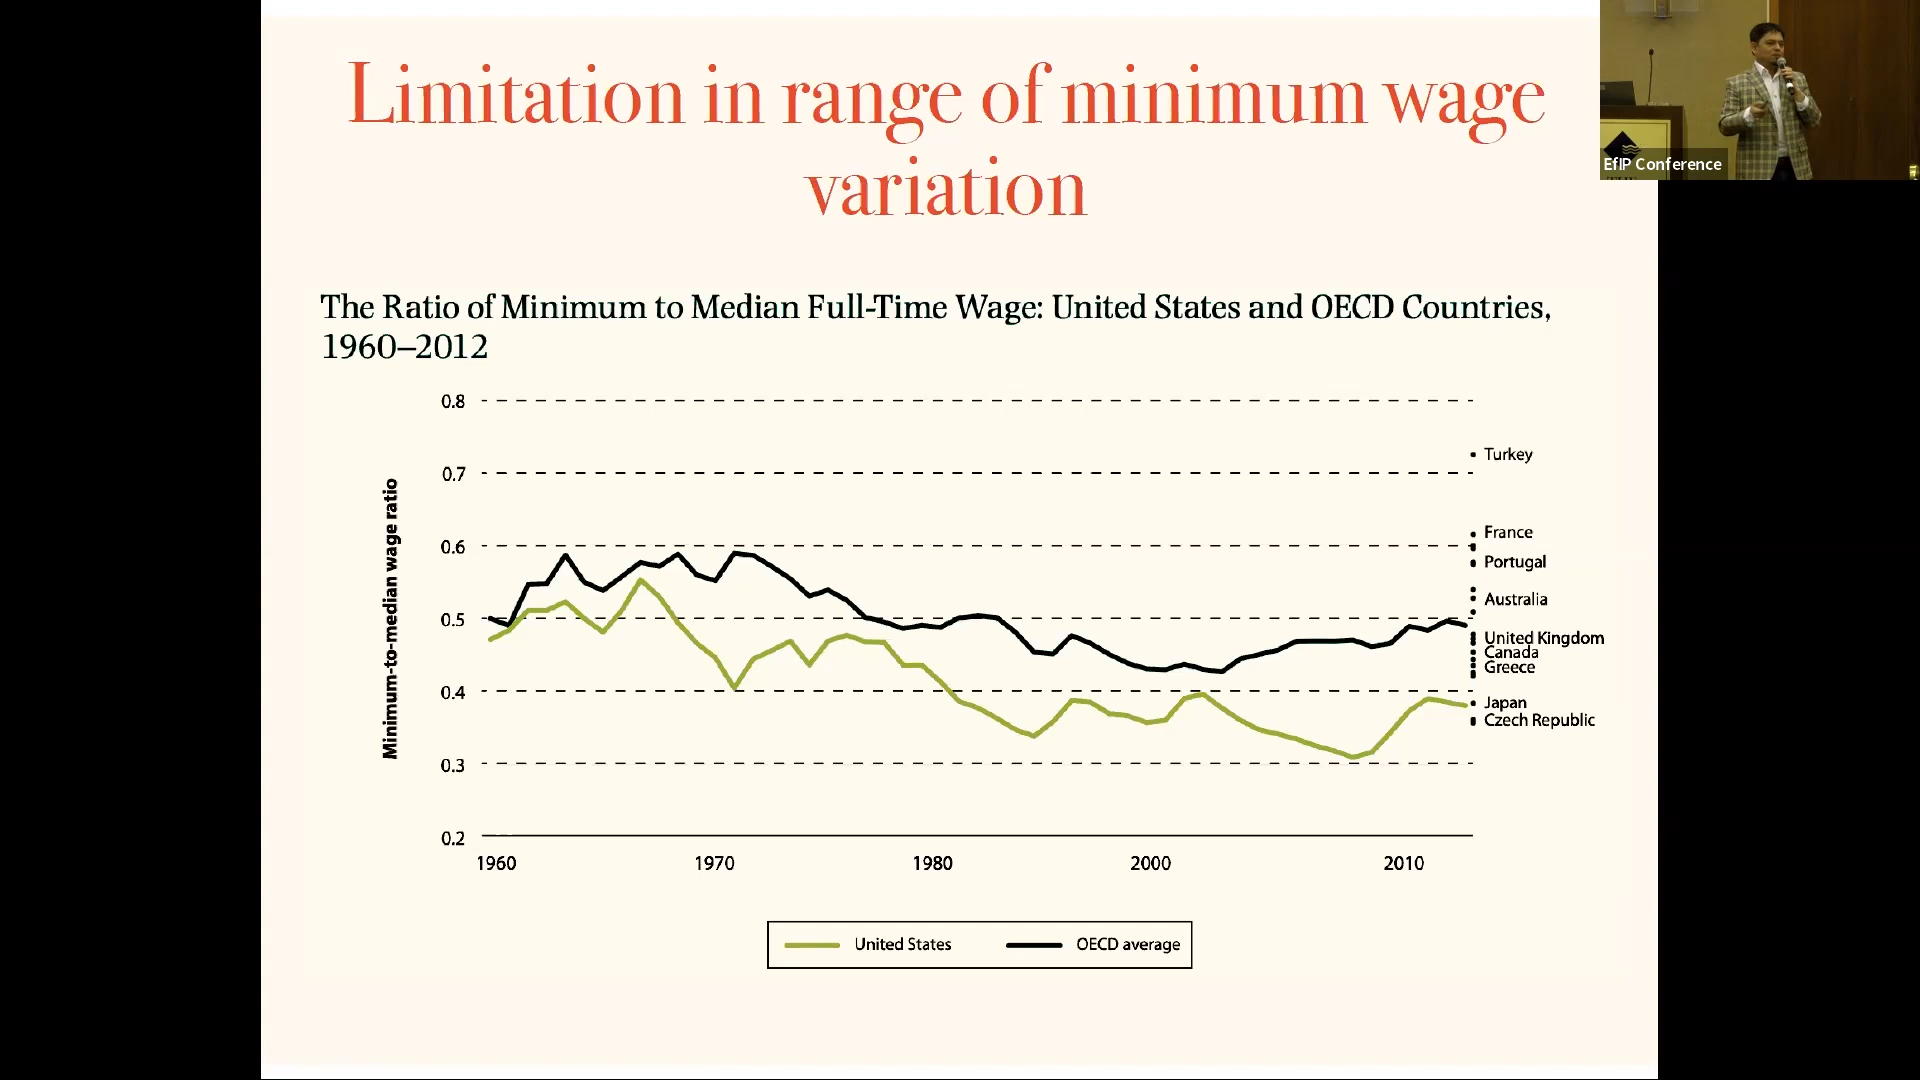 Limitation in range of minimum wage
variation
EfIP Conference
The Ratio of Minimum to Median Full-Time Wage: United States and OECD Countries,
1960–2012
Minimum-to-median wage ratio
0.8
0.7
0.6
0.5
0.4
0.3
0.2
1960 1970 1980 2000 2010
Turkey
France
Portugal
Australia
United Kingdom
Canada
Greece
Japan
Czech Republic
United States OECD average